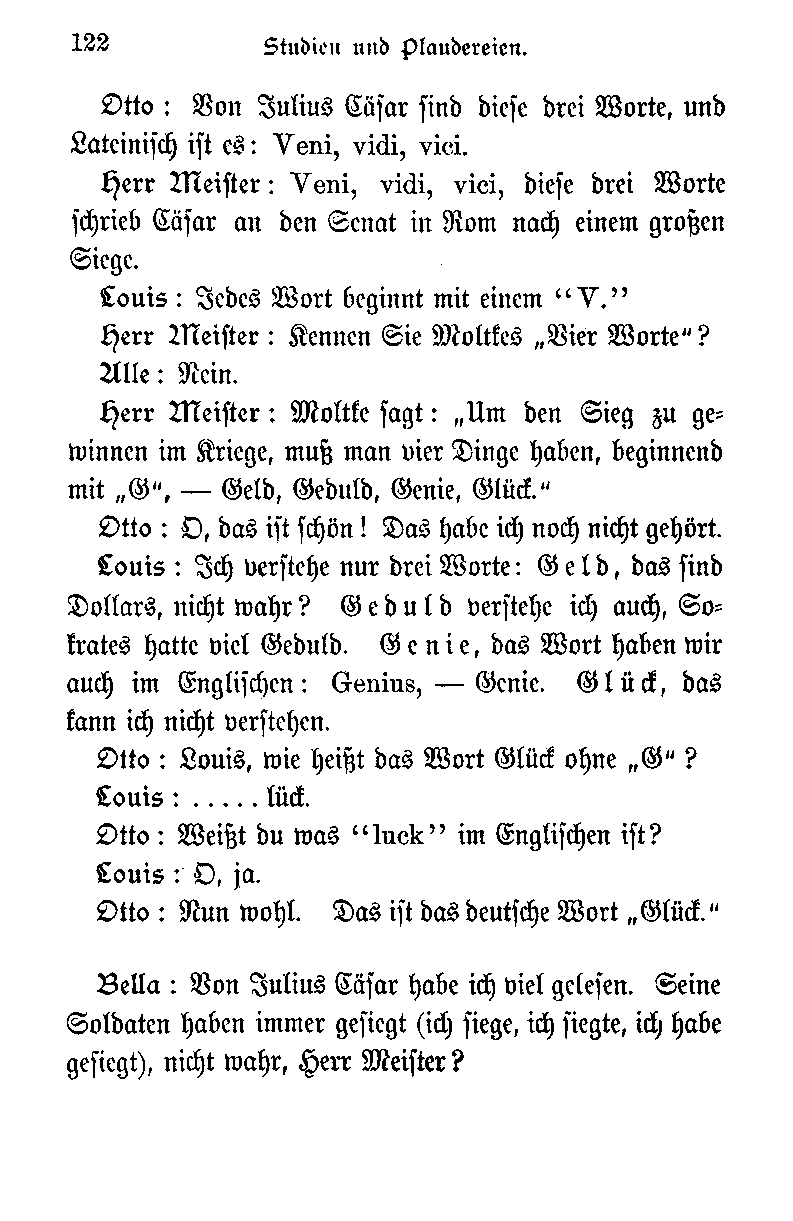 122 Studien und Plaudereien.
Otto : Von Julius Cäsar sind diese drei Worte, und
Lateinisch ist es: Veni, vidi, vici.
Herr Meister: Veni, vidi, vici, diese drei Worte
schrieb Cäsar an den Senat in Rom nach einem großen
Siege.
Louis : Jedes Wort beginnt mit einem “V.”
Herr Meister : Kennen Sie Moltkes „Vier Worte“?
Alle : Nein.
Herr Meister : Moltke sagt: „Um den Sieg zu ge=
winnen im Kriege, muß man vier Dinge haben, beginnend
mit „G“, — Geld, Geduld, Genie, Glück.“
Otto : O, das ist schön! Das habe ich noch nicht gehört.
Louis : Ich verstehe nur drei Worte: Geld, das sind
Dollars, nicht wahr? Geduld verstehe ich auch, So=
krates hatte viel Geduld. Genie, das Wort haben wir
auch im Englischen: Genius, — Genie. Glück, das
kann ich nicht verstehen.
Otto : Louis, wie heißt das Wort Glück ohne „G“ ?
Louis : ..... lück.
Otto : Weißt du was “luck” im Englischen ist?
Louis : O, ja.
Otto : Nun wohl. Das ist das deutsche Wort „Glück.“
Bella : Von Julius Cäsar habe ich viel gelesen. Seine
Soldaten haben immer gesiegt (ich siege, ich siegte, ich habe
gesiegt), nicht wahr, Herr Meister?